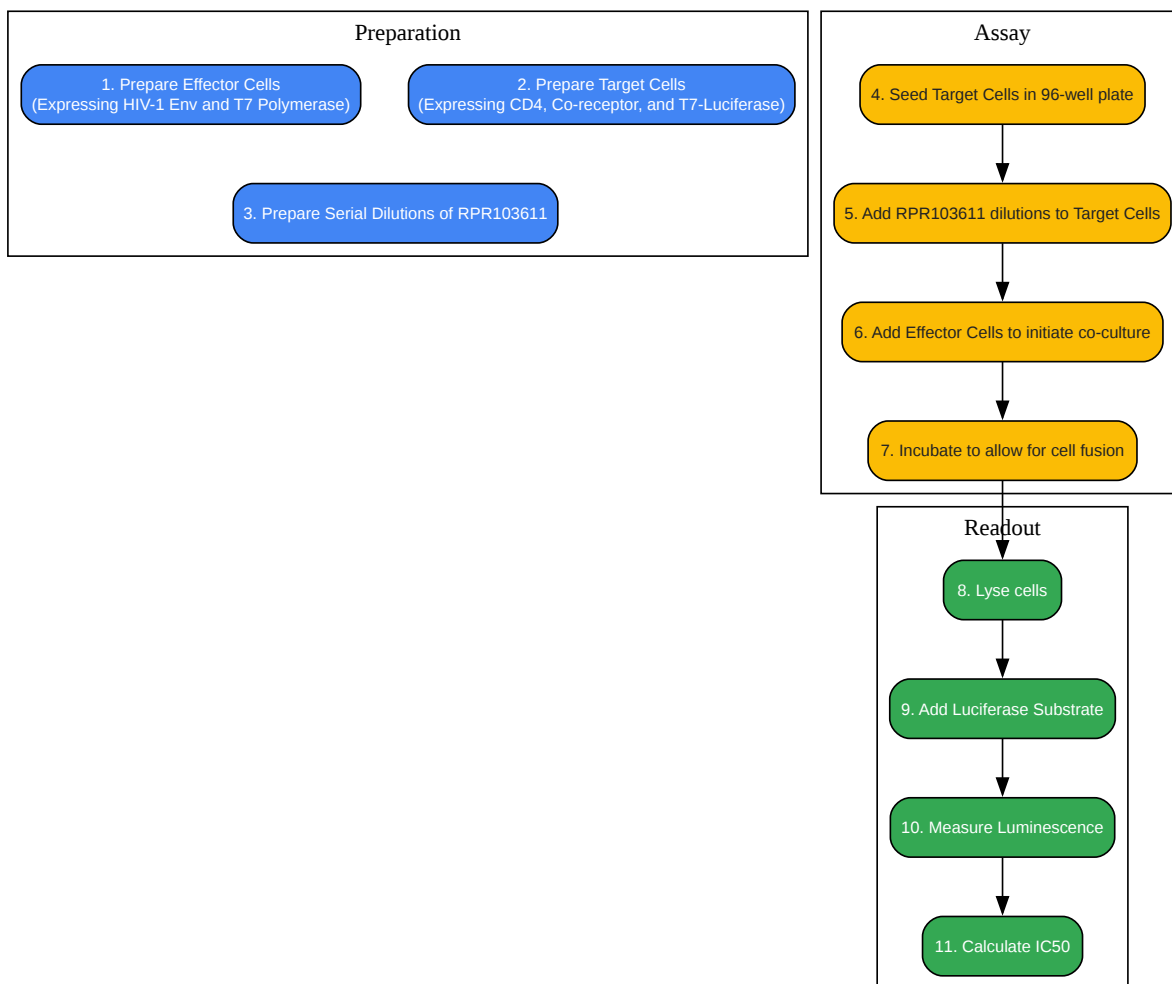 Preparation
1. Prepare Effector Cells
(Expressing HIV-1 Env and T7 Polymerase)
2. Prepare Target Cells
(Expressing CD4, Co-receptor, and T7-Luciferase)
3. Prepare Serial Dilutions of RPR103611
Assay
4. Seed Target Cells in 96-well plate
5. Add RPR103611 dilutions to Target Cells
6. Add Effector Cells to initiate co-culture
7. Incubate to allow for cell fusion
Readout
8. Lyse cells
9. Add Luciferase Substrate
10. Measure Luminescence
11. Calculate IC50